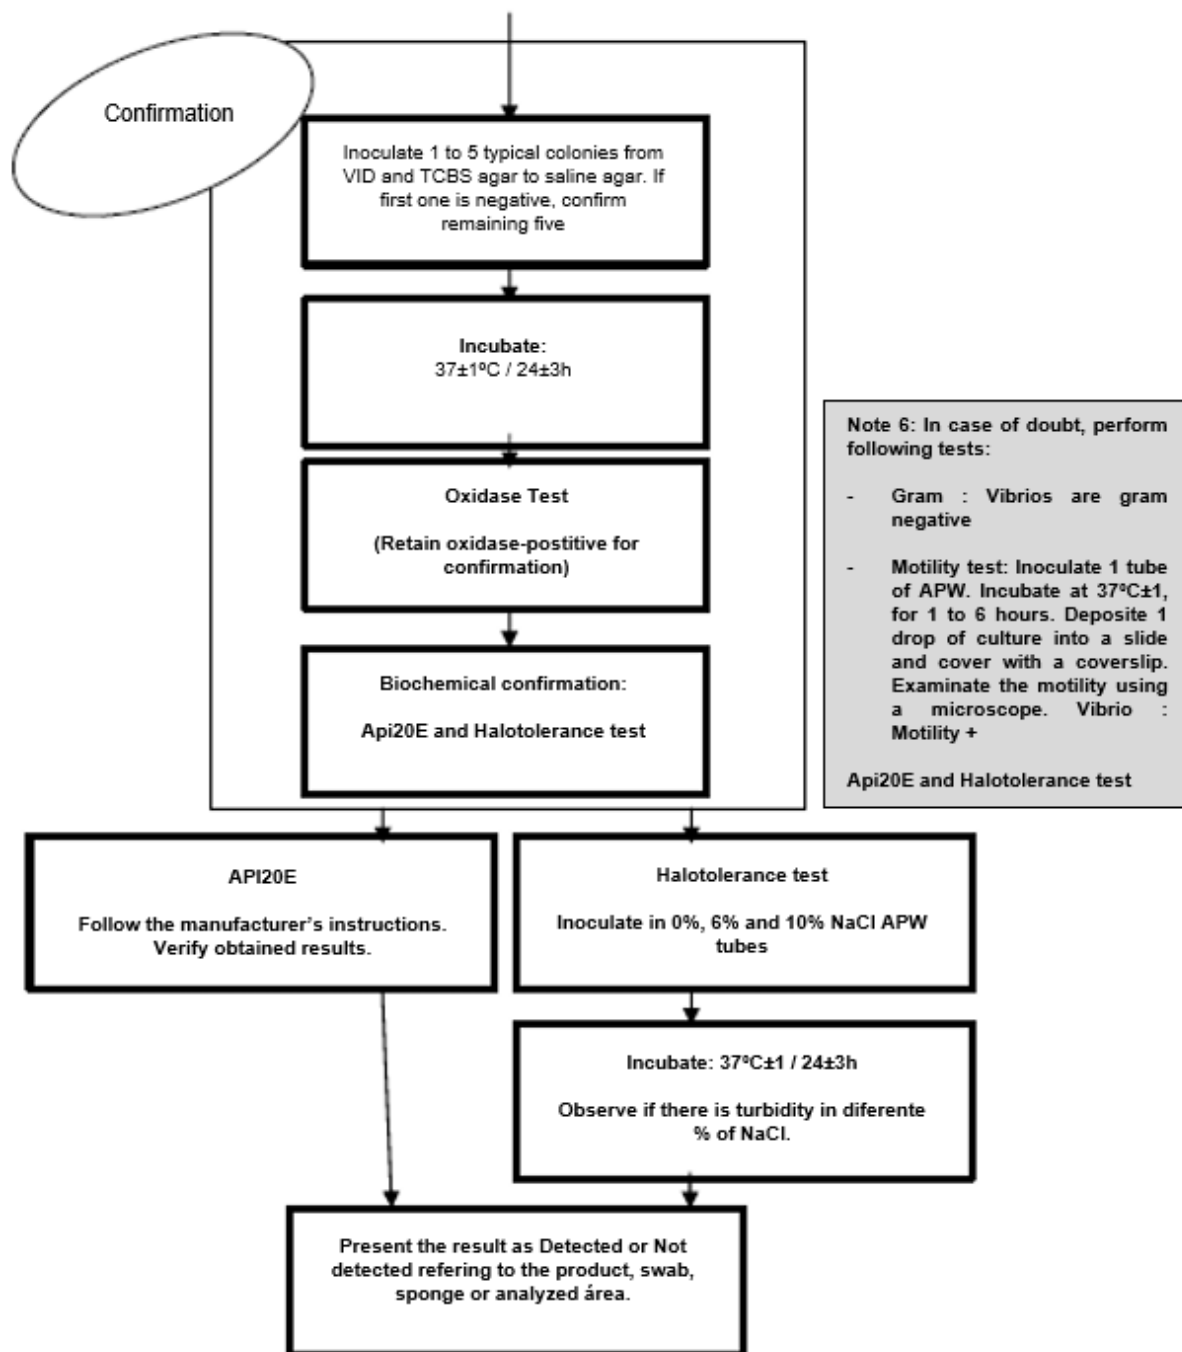 Confirmation
Inoculate 1 to 5 typical colonies from
VID and TCBS agar to saline agar. If
first one is negative, confirm
remaining five
Incubate:
37±1ºC / 24±3h
Oxidase Test
(Retain oxidase-postitive for
confirmation)
Biochemical confirmation:
Api20E and Halotolerance test
Note 6: In case of doubt, perform
following tests:
- Gram : Vibrios are gram
negative
- Motility test: Inoculate 1 tube
of APW. Incubate at 37ºC±1,
for 1 to 6 hours. Deposite 1
drop of culture into a slide
and cover with a coverslip.
Examinate the motility using
a microscope. Vibrio :
Motility +
Api20E and Halotolerance test
API20E
Follow the manufacturer's instructions.
Verify obtained results.
Halotolerance test
Inoculate in 0%, 6% and 10% NaCl APW
tubes
Incubate: 37ºC±1 / 24±3h
Observe if there is turbidity in diferente
% of NaCl.
Present the result as Detected or Not
detected refering to the product, swab,
sponge or analyzed área.